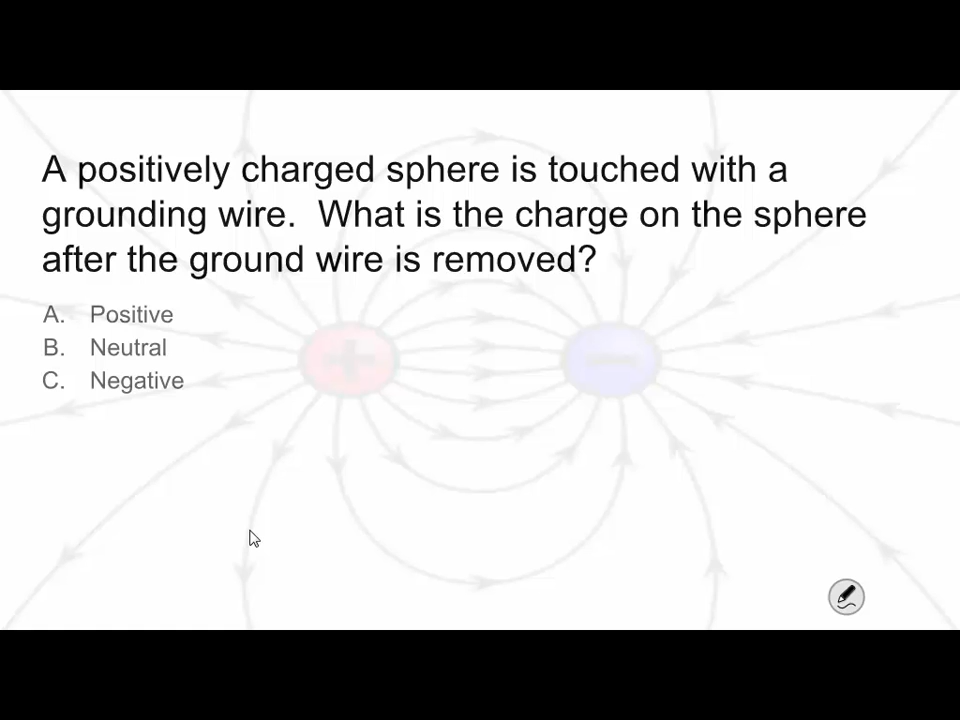 A positively charged sphere is touched with a
grounding wire.  What is the charge on the sphere
after the ground wire is removed?
A. Positive
B. Neutral
C. Negative